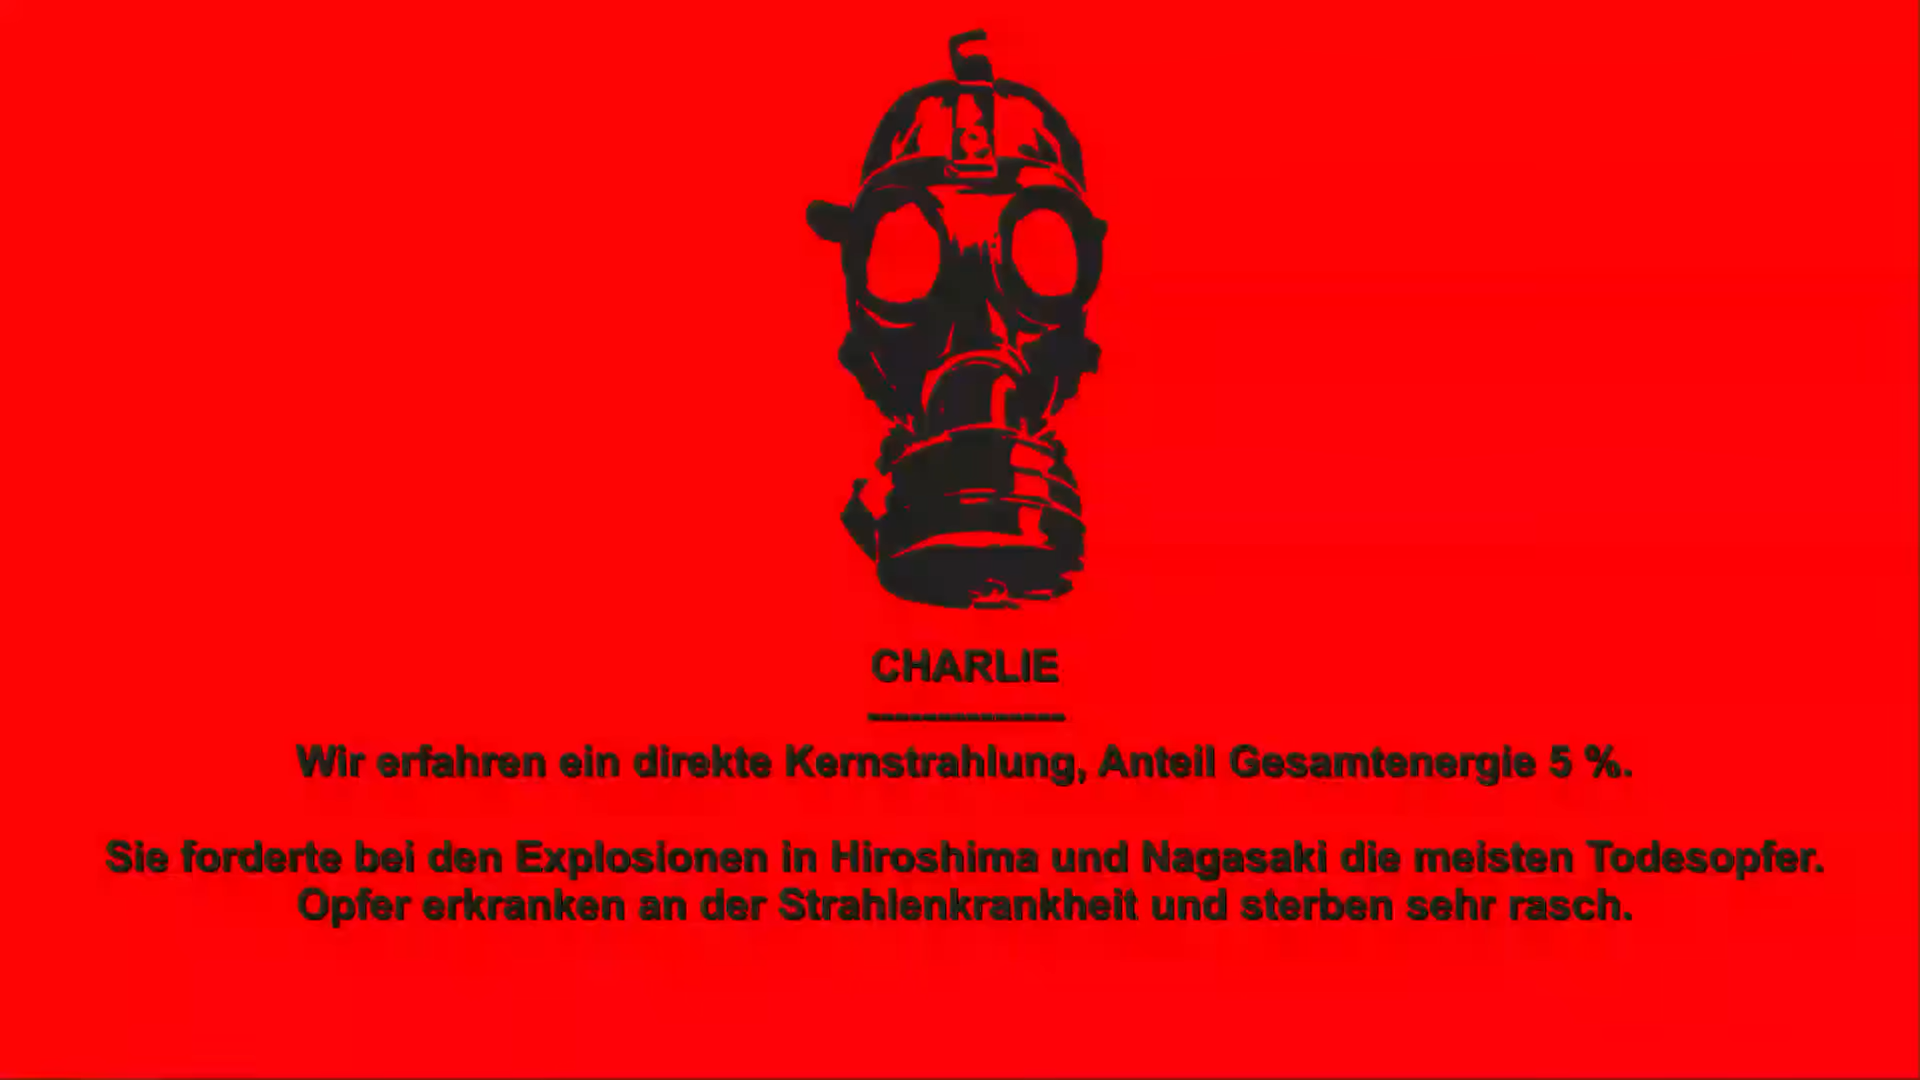 CHARLIE
--------------
Wir erfahren ein direkte Kernstrahlung, Anteil Gesamtenergie 5 %.
Sie forderte bei den Explosionen in Hiroshima und Nagasaki die meisten Todesopfer.
Opfer erkranken an der Strahlenkrankheit und sterben sehr rasch.